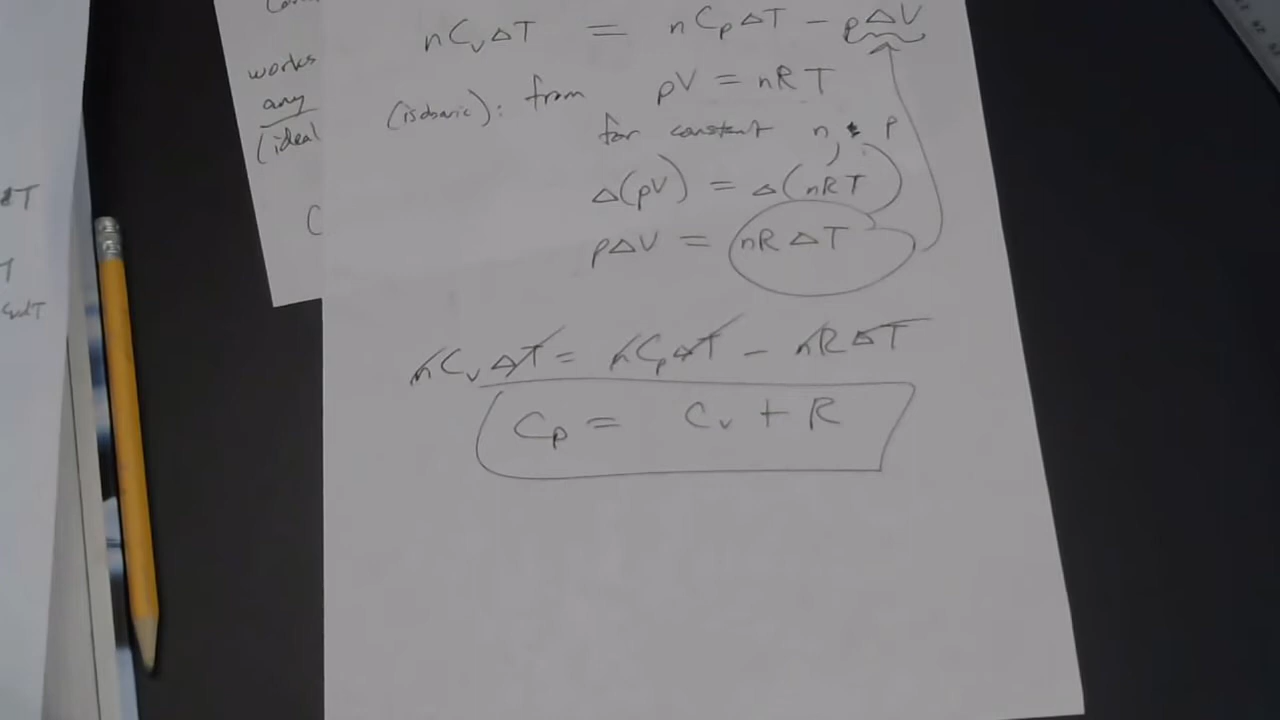 works
any
(ideal
C
T
nC_vΔT = nC_pΔT − pΔV
(isobaric): from pV = nRT
for constant n, p
Δ(pV) = Δ(nRT)
pΔV = nRΔT
nC_vΔT = nC_pΔT − nRΔT
C_p = C_v + R